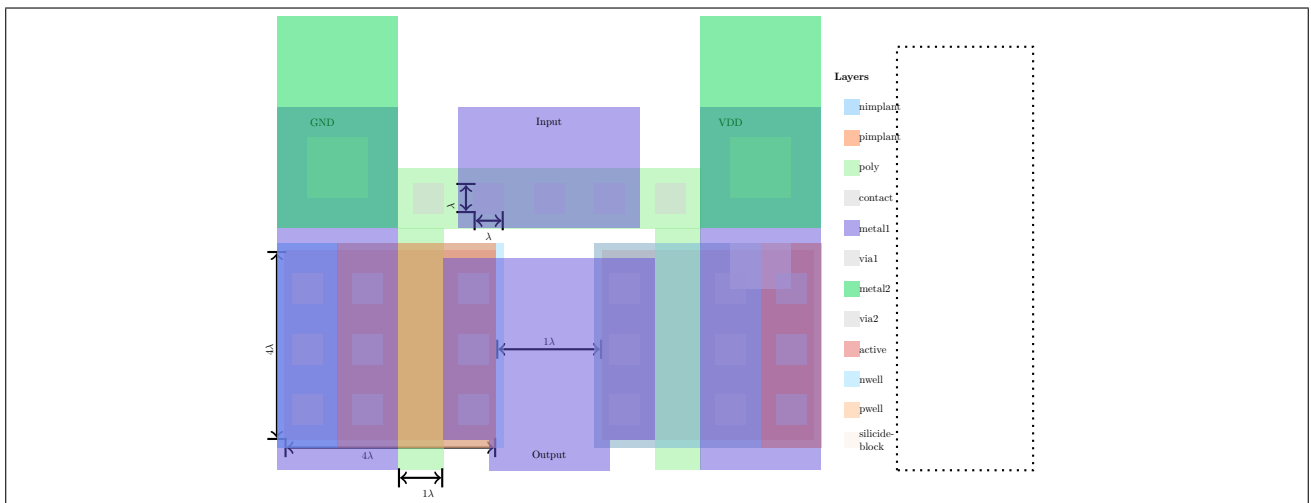 Layers
nimplant
GND
Input
VDD
pimplant
poly
contact
λ
metal1
λ
via1
metal2
via2
4λ
1λ
active
nwell
pwell
silicide-
block
4λ
Output
1λ